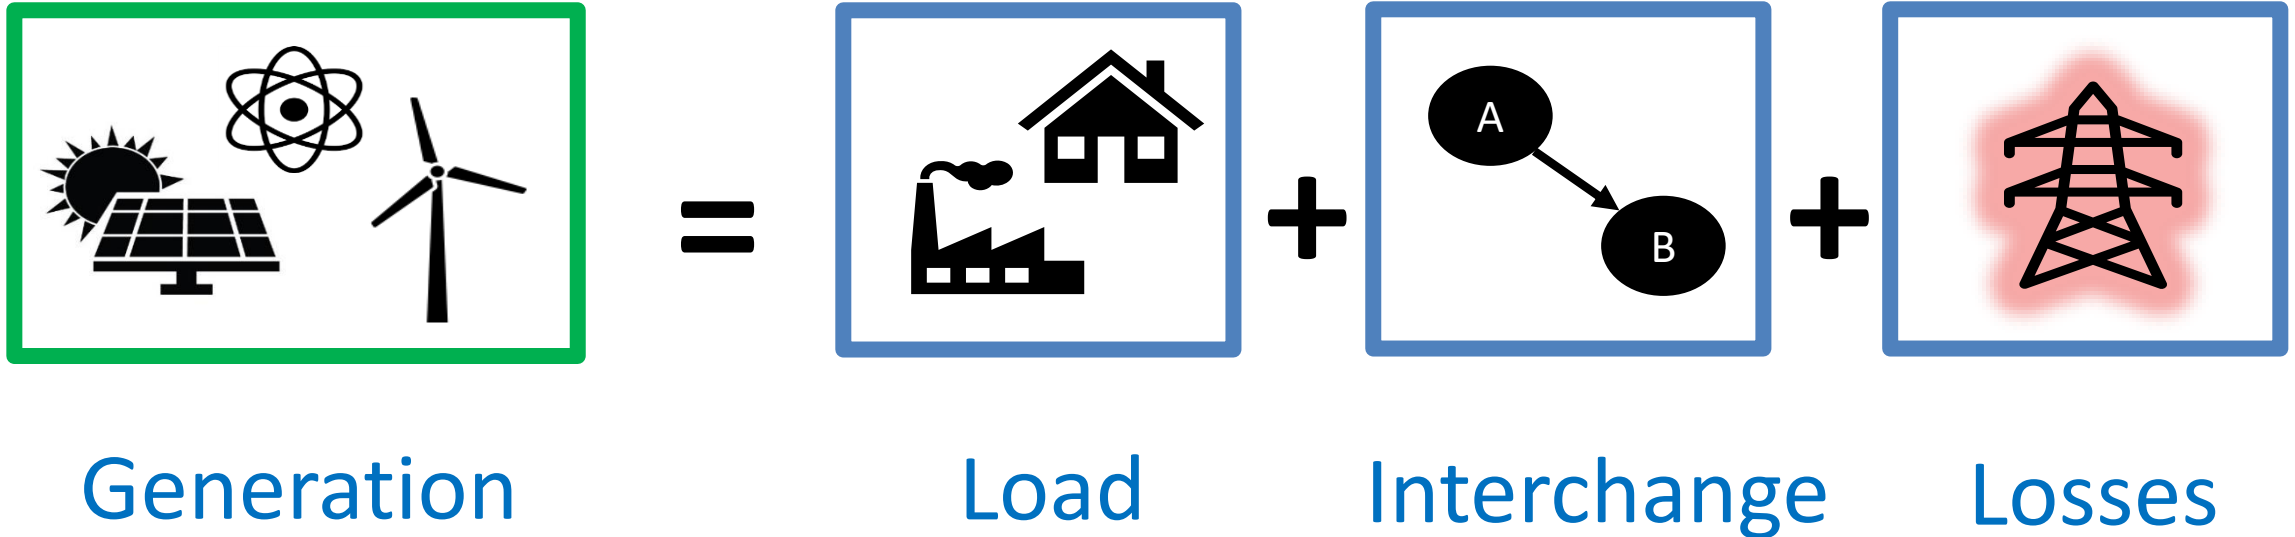 A
B
=
+
+
Generation
Load
Interchange
Losses